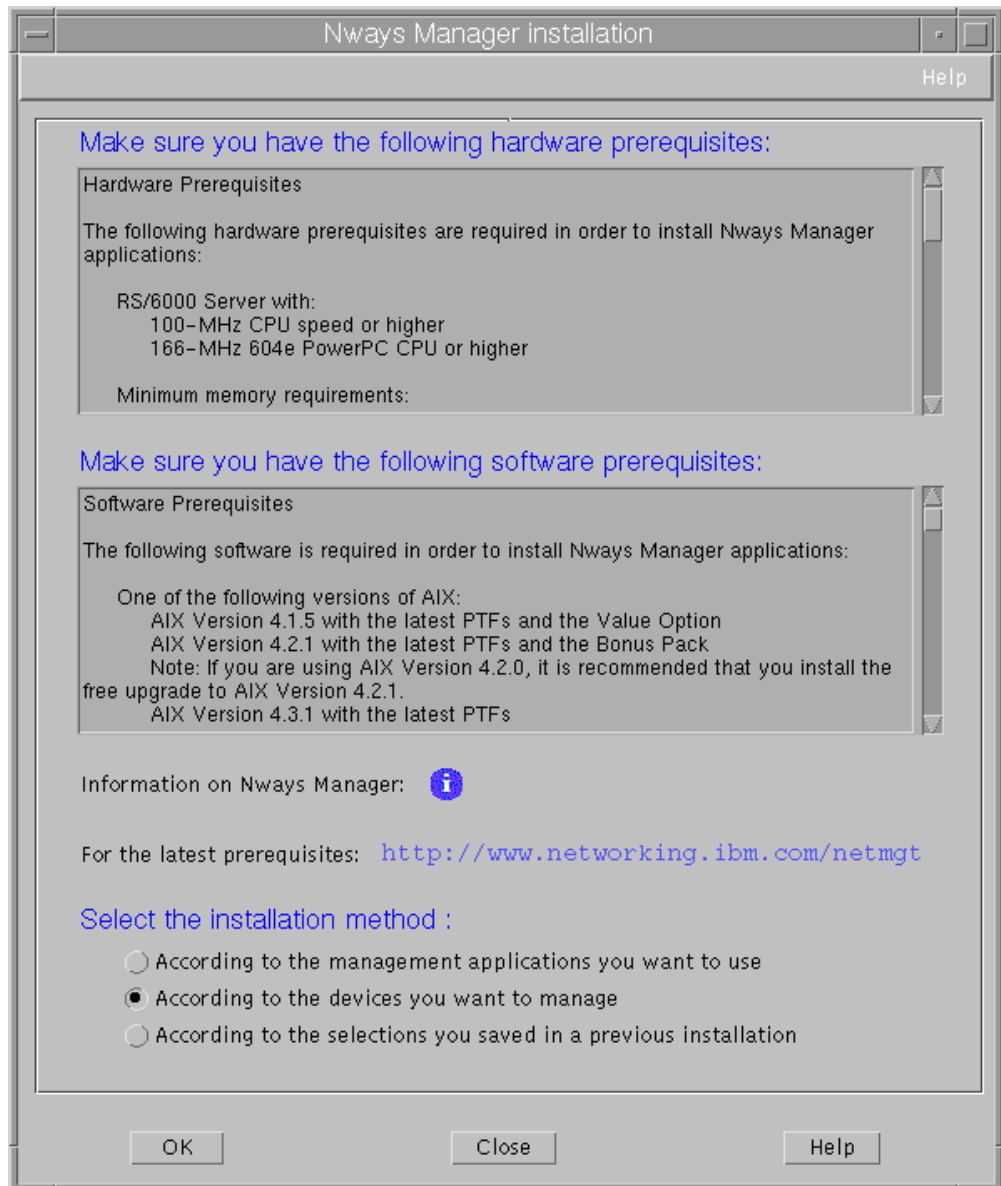 Nways Manager installation
Help
Make sure you have the following hardware prerequisites:
Hardware Prerequisites
The following hardware prerequisites are required in order to install Nways Manager
applications:
RS/6000 Server with:
100-MHz CPU speed or higher
166-MHz 604e PowerPC CPU or higher
Minimum memory requirements:
Make sure you have the following software prerequisites:
Software Prerequisites
The following software is required in order to install Nways Manager applications:
One of the following versions of AIX:
AIX Version 4.1.5 with the latest PTFs and the Value Option
AIX Version 4.2.1 with the latest PTFs and the Bonus Pack
Note: If you are using AIX Version 4.2.0, it is recommended that you install the
free upgrade to AIX Version 4.2.1.
AIX Version 4.3.1 with the latest PTFs
Information on Nways Manager: i
For the latest prerequisites: http://www.networking.ibm.com/netmgt
Select the installation method :
According to the management applications you want to use
According to the devices you want to manage
According to the selections you saved in a previous installation
OK Close Help